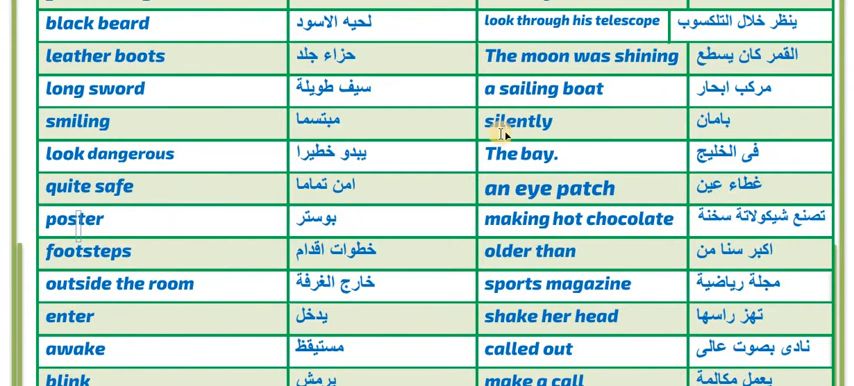 black beard لحيه الاسود look through his telescope ينظر خلال التلكسوب
leather boots حزاء جلد The moon was shining القمر كان يسطع
long sword سيف طويلة a sailing boat مركب ابحار
smiling مبتسما silently بامان
look dangerous يبدو خطيرا The bay. فى الخليج
quite safe امن تماما an eye patch غطاء عين
poster بوستر making hot chocolate تصنع شيكولاتة سخنة
footsteps خطوات اقدام older than اكبر سنا من
outside the room خارج الغرفة sports magazine مجلة رياضية
enter يدخل shake her head تهز راسها
awake مستيقظ called out نادى بصوت عالى
blink يرمش make a call يعمل مكالمة